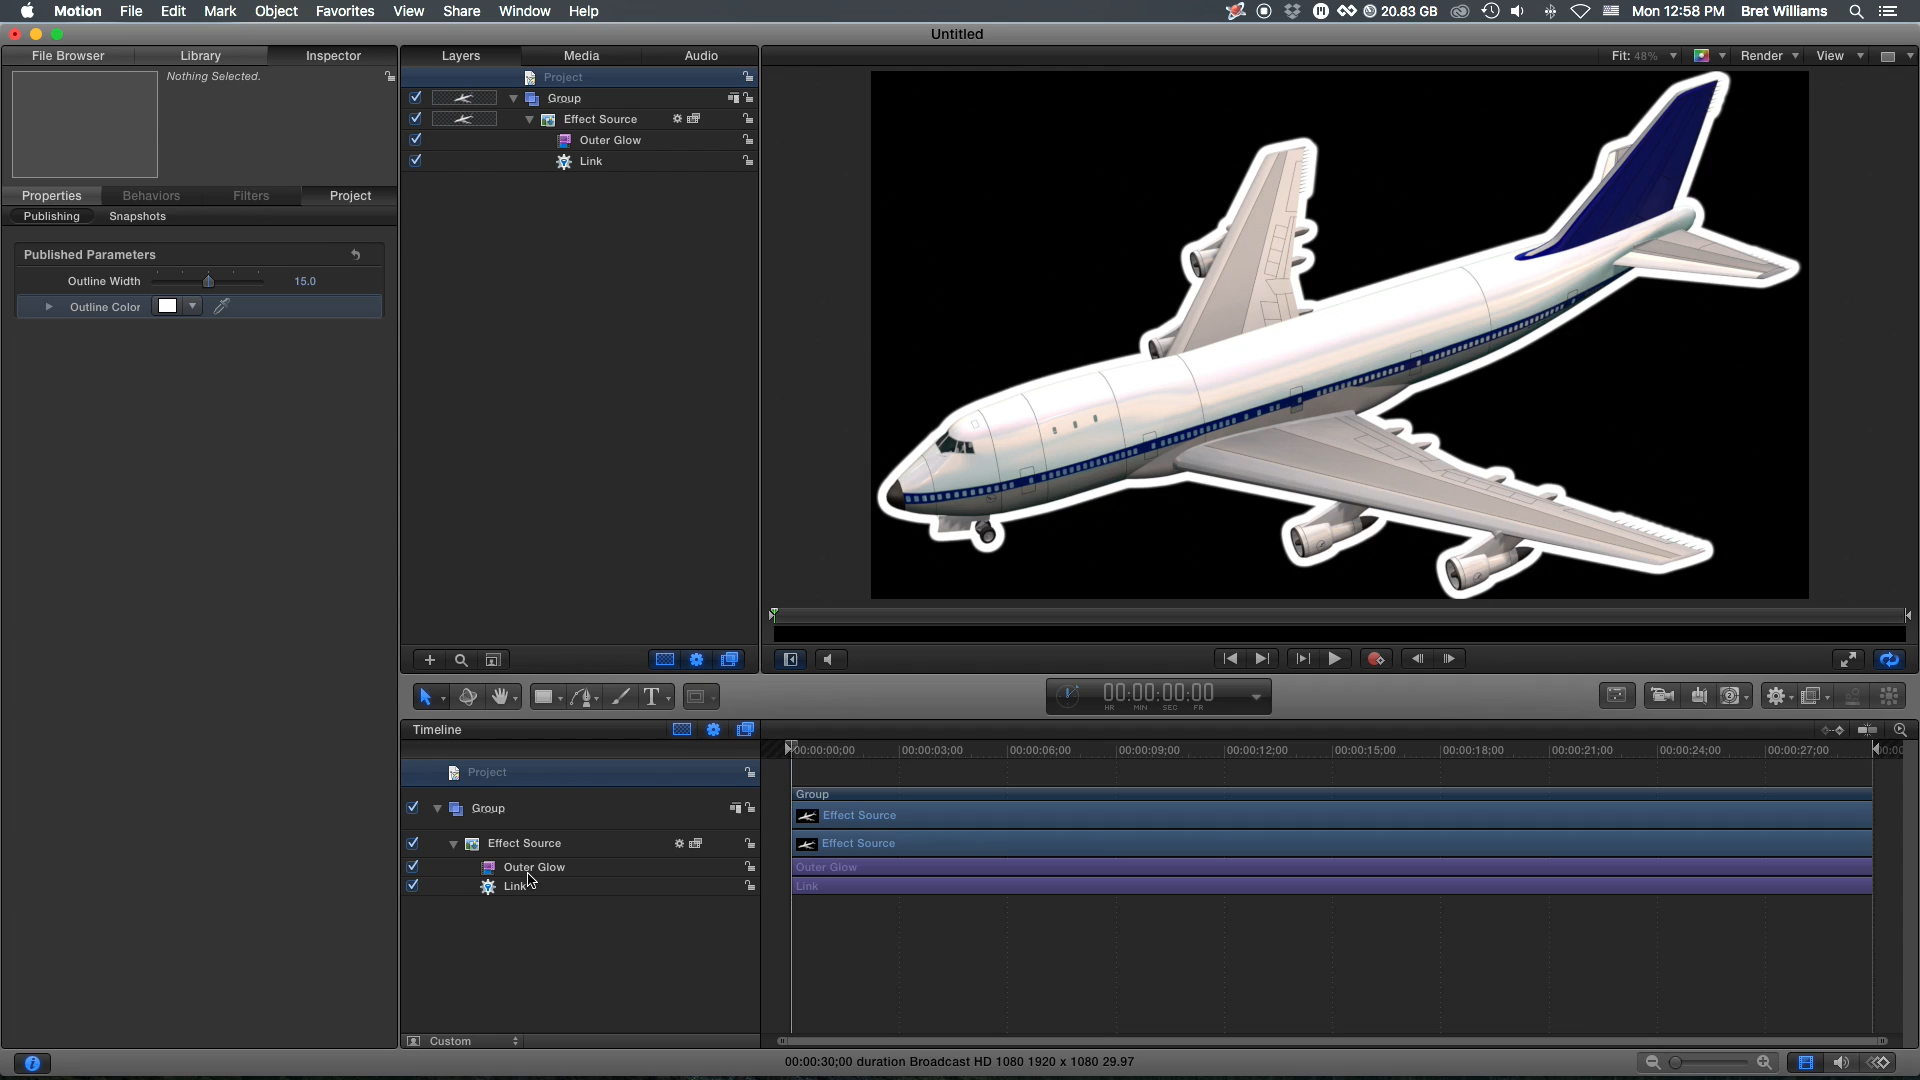 Motion File Edit Mark Object Favorites View Share Window Help 20.83 GB Mon 12:58 PM Bret Williams
Untitled
File Browser Library Inspector
Nothing Selected.
Properties Behaviors Filters Project
Publishing Snapshots
Published Parameters
Outline Width 15.0
Outline Color
Layers Media Audio
Project
Group
Effect Source
Outer Glow
Link
Fit: 48% Render View
T
00:00:00:00
HR MIN SEC FR
Timeline
00:00:00;00 00:00:03;00 00:00:06;00 00:00:09;00 00:00:12;00 00:00:15;00 00:00:18;00 00:00:21;00 00:00:24;00 00:00:27;00
Project
Group
Effect Source
Outer Glow
Link
Group
Effect Source
Effect Source
Outer Glow
Link
Custom
00:00:30;00 duration Broadcast HD 1080 1920 x 1080 29.97